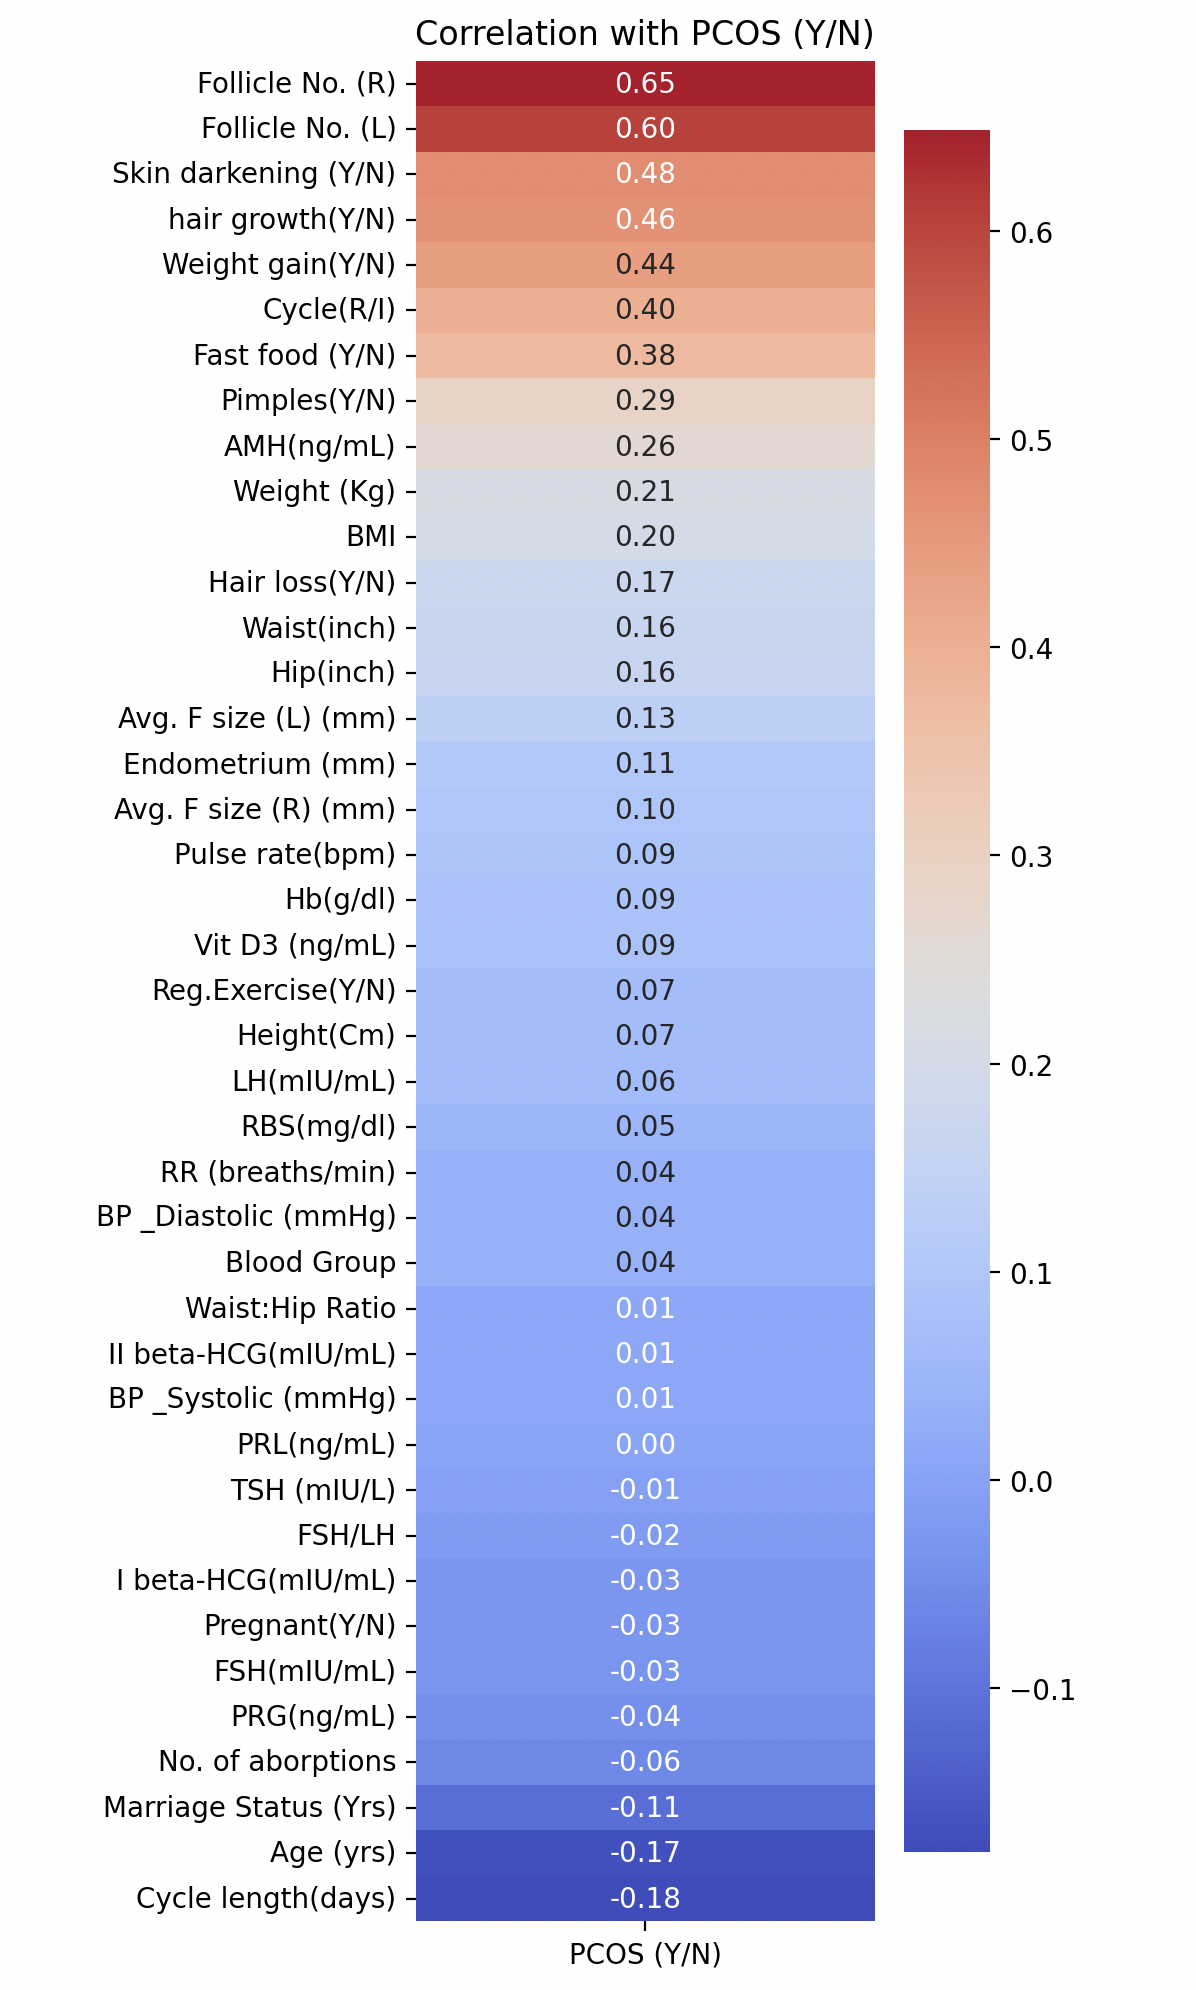 Correlation with PCOS (Y/N)
Follicle No. (R) 0.65
Follicle No. (L) 0.60
Skin darkening (Y/N) 0.48
hair growth(Y/N) 0.46
Weight gain(Y/N) 0.44
Cycle(R/I) 0.40
Fast food (Y/N) 0.38
Pimples(Y/N) 0.29
AMH(ng/mL) 0.26
Weight (Kg) 0.21
BMI 0.20
Hair loss(Y/N) 0.17
Waist(inch) 0.16
Hip(inch) 0.16
Avg. F size (L) (mm) 0.13
Endometrium (mm) 0.11
Avg. F size (R) (mm) 0.10
Pulse rate(bpm) 0.09
Hb(g/dl) 0.09
Vit D3 (ng/mL) 0.09
Reg.Exercise(Y/N) 0.07
Height(Cm) 0.07
LH(mIU/mL) 0.06
RBS(mg/dl) 0.05
RR (breaths/min) 0.04
BP _Diastolic (mmHg) 0.04
Blood Group 0.04
Waist:Hip Ratio 0.01
II beta-HCG(mIU/mL) 0.01
BP _Systolic (mmHg) 0.01
PRL(ng/mL) 0.00
TSH (mIU/L) -0.01
FSH/LH -0.02
I beta-HCG(mIU/mL) -0.03
Pregnant(Y/N) -0.03
FSH(mIU/mL) -0.03
PRG(ng/mL) -0.04
No. of aborptions -0.06
Marriage Status (Yrs) -0.11
Age (yrs) -0.17
Cycle length(days) -0.18
PCOS (Y/N)
0.6
0.5
0.4
0.3
0.2
0.1
0.0
−0.1